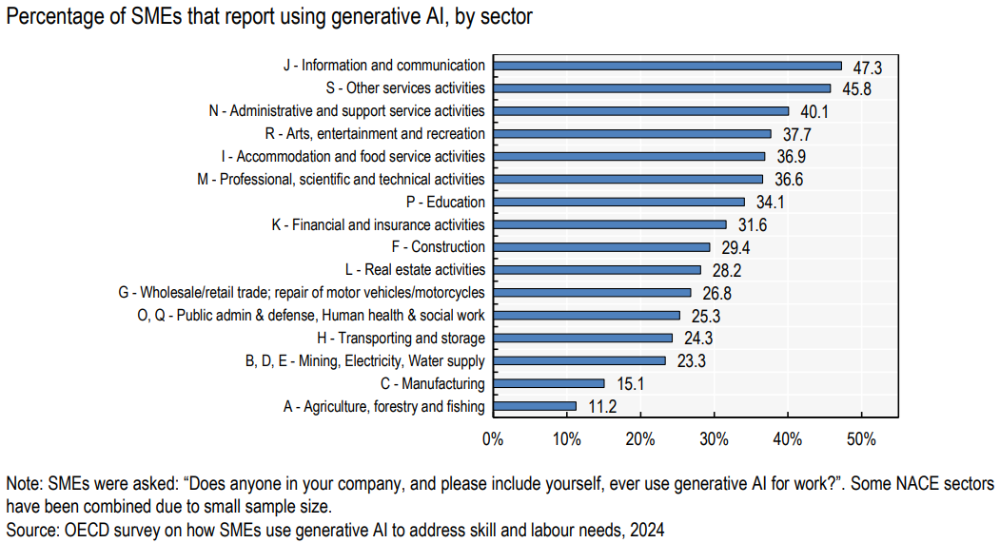 Percentage of SMEs that report using generative AI, by sector
J - Information and communication 47.3
S - Other services activities 45.8
N - Administrative and support service activities 40.1
R - Arts, entertainment and recreation 37.7
I - Accommodation and food service activities 36.9
M - Professional, scientific and technical activities 36.6
P - Education 34.1
K - Financial and insurance activities 31.6
F - Construction 29.4
L - Real estate activities 28.2
G - Wholesale/retail trade; repair of motor vehicles/motorcycles 26.8
O, Q - Public admin & defense, Human health & social work 25.3
H - Transporting and storage 24.3
B, D, E - Mining, Electricity, Water supply 23.3
C - Manufacturing 15.1
A - Agriculture, forestry and fishing 11.2
0% 10% 20% 30% 40% 50%
Note: SMEs were asked: “Does anyone in your company, and please include yourself, ever use generative AI for work?”. Some NACE sectors
have been combined due to small sample size.
Source: OECD survey on how SMEs use generative AI to address skill and labour needs, 2024